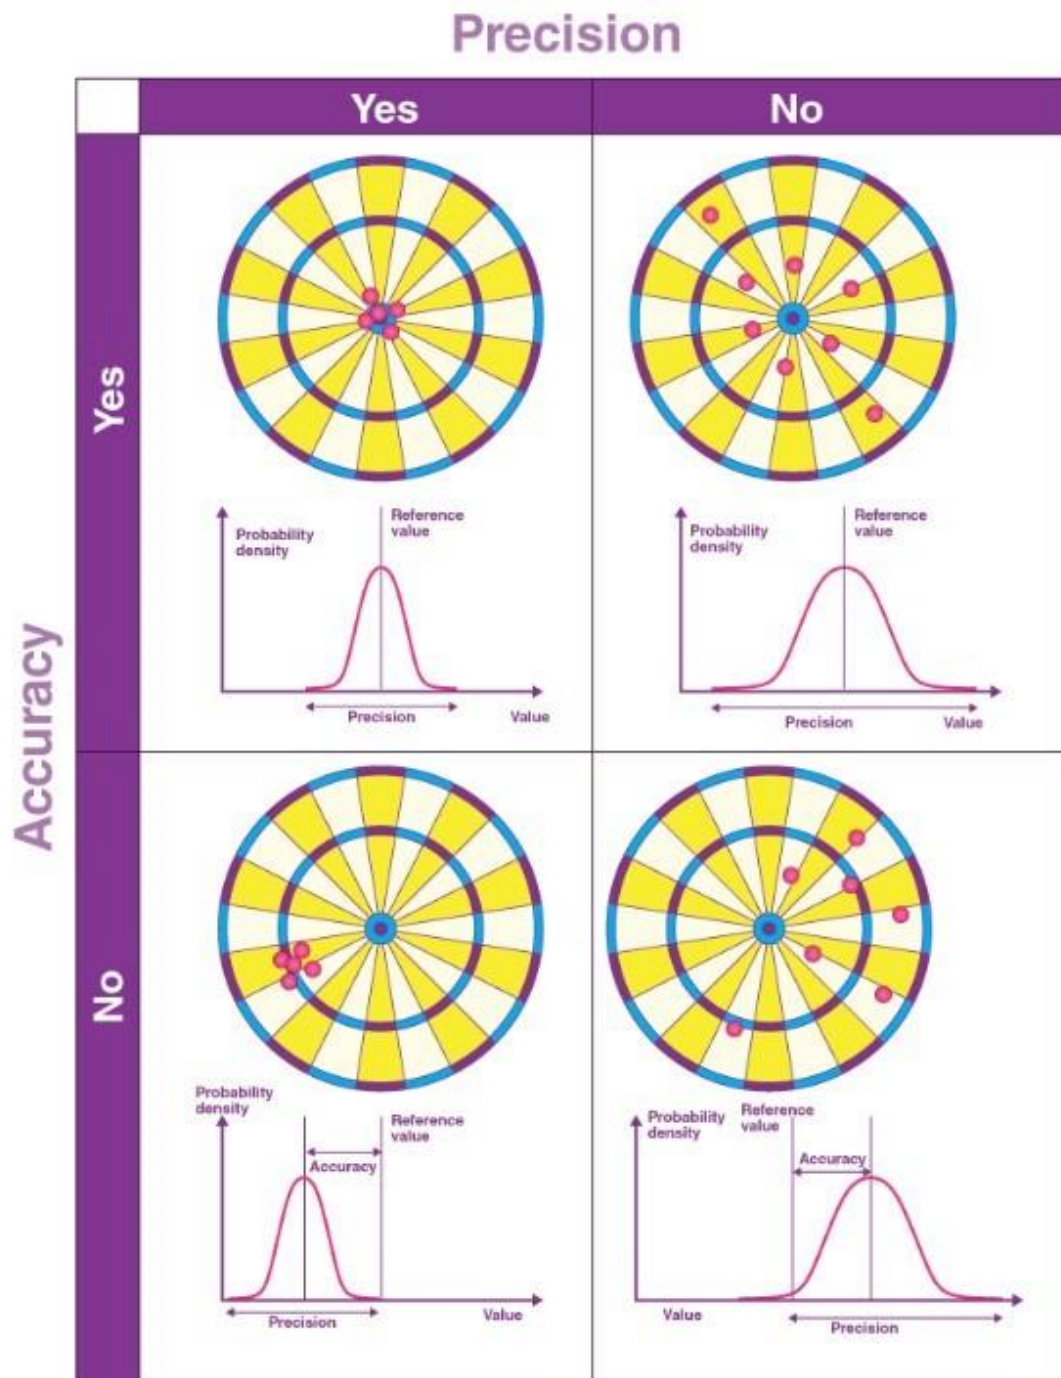 Precision
Yes
No
Accuracy
Yes
Probability
density
Reference
value
Precision
Value
Probability
density
Reference
value
Precision
Value
No
Probability
density
Reference
value
Accuracy
Precision
Value
Probability
density
Reference
value
Accuracy
Value
Precision